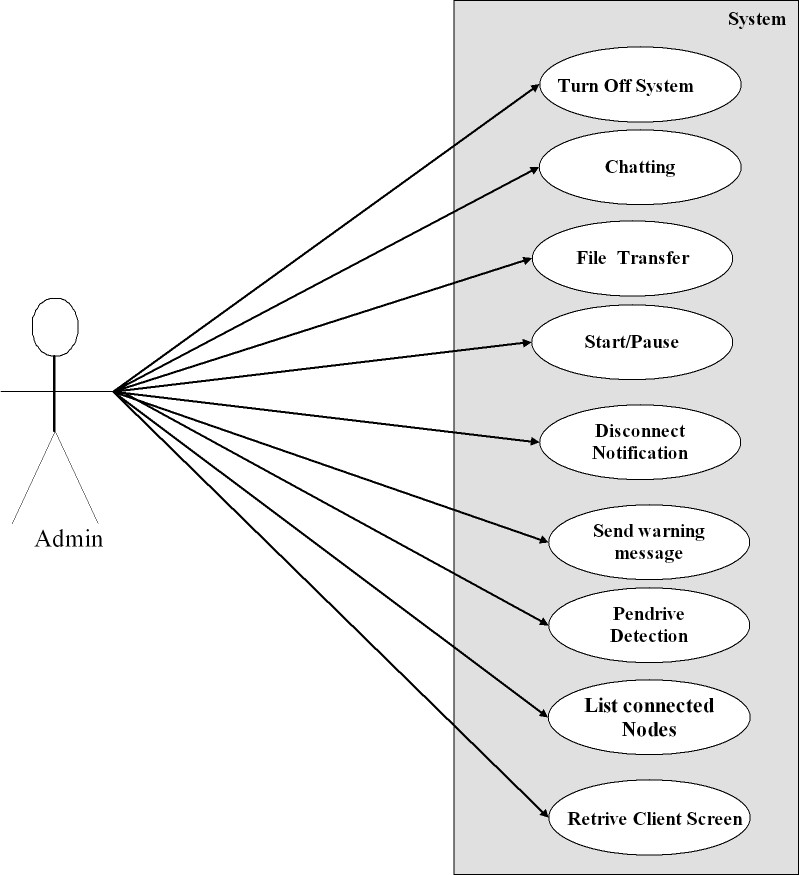 System
Turn Off System
Chatting
File Transfer
Start/Pause
Disconnect
Notification
Send warning
message
Admin
Pendrive
Detection
List connected
Nodes
Retrive Client Screen